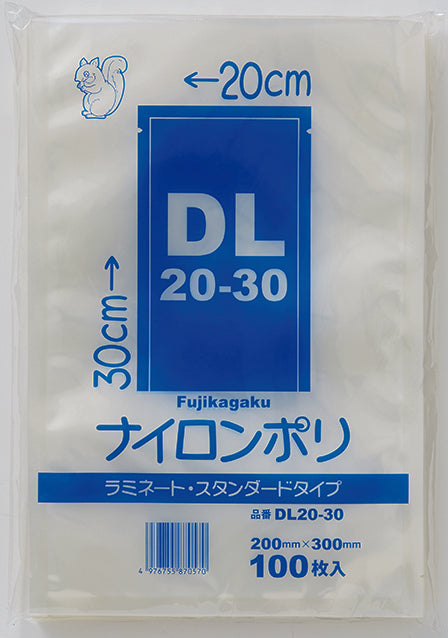 ←20cm
DL
20-30
30cm→
Fujikagaku
ナイロンポリ
ラミネート・スタンダードタイプ
品番 DL20-30
200mm×300mm
100枚入
4 976755 870570